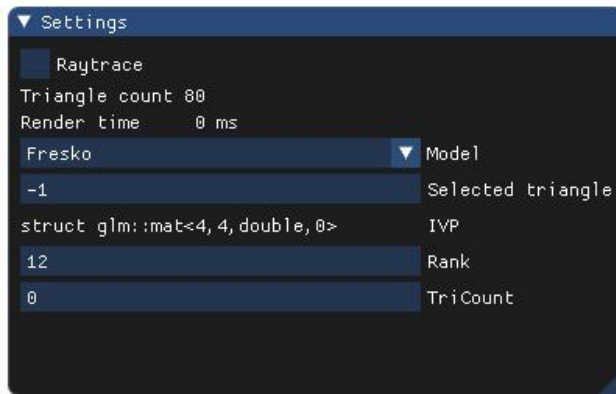 Settings
Raytrace
Triangle count 80
Render time 0 ms
Fresko Model
-1 Selected triangle
struct glm::mat<4,4,double,0> IVP
12 Rank
0 TriCount